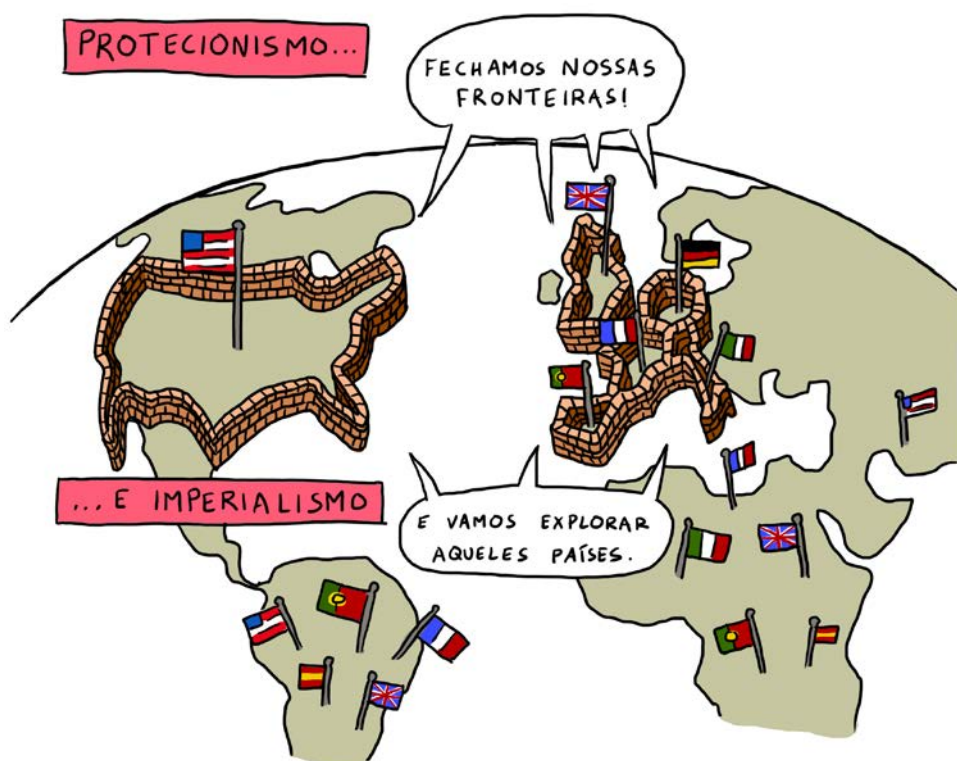 PROTECIONISMO...
FECHAMOS NOSSAS
FRONTEIRAS!
...E IMPERIALISMO
E VAMOS EXPLORAR
AQUELES PAÍSES.